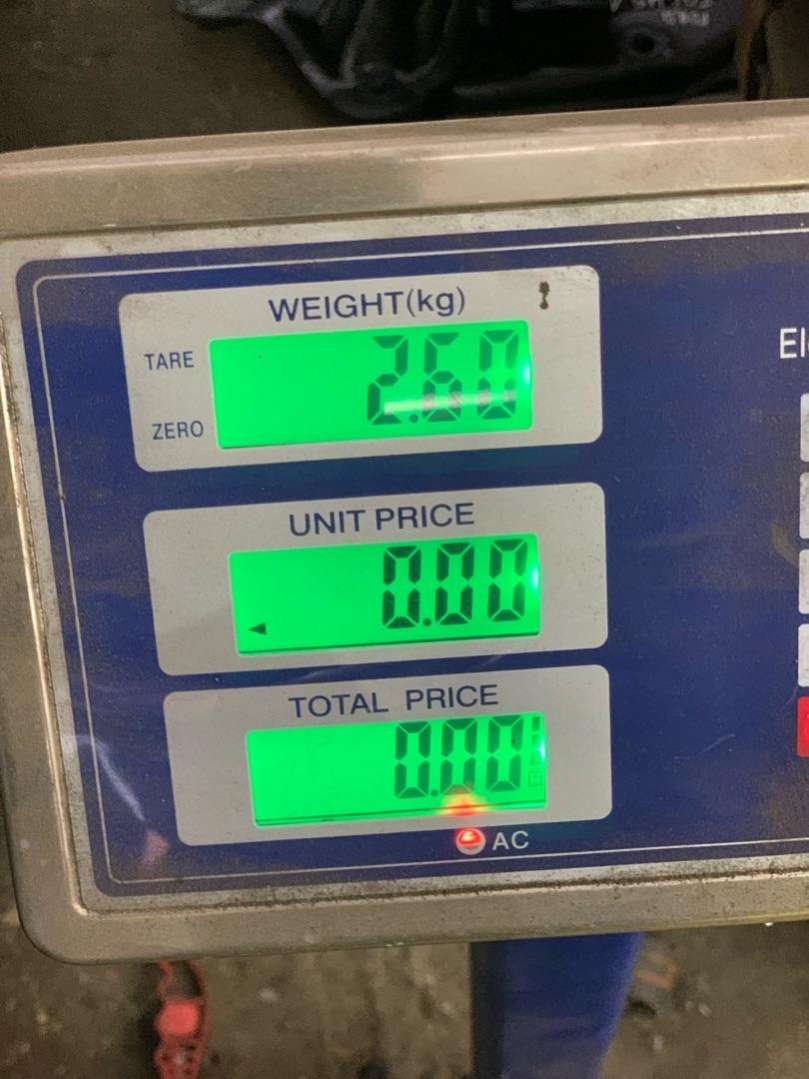 WEIGHT(kg)
TARE
2.60
ZERO
UNIT PRICE
0.00
TOTAL PRICE
0.00
AC